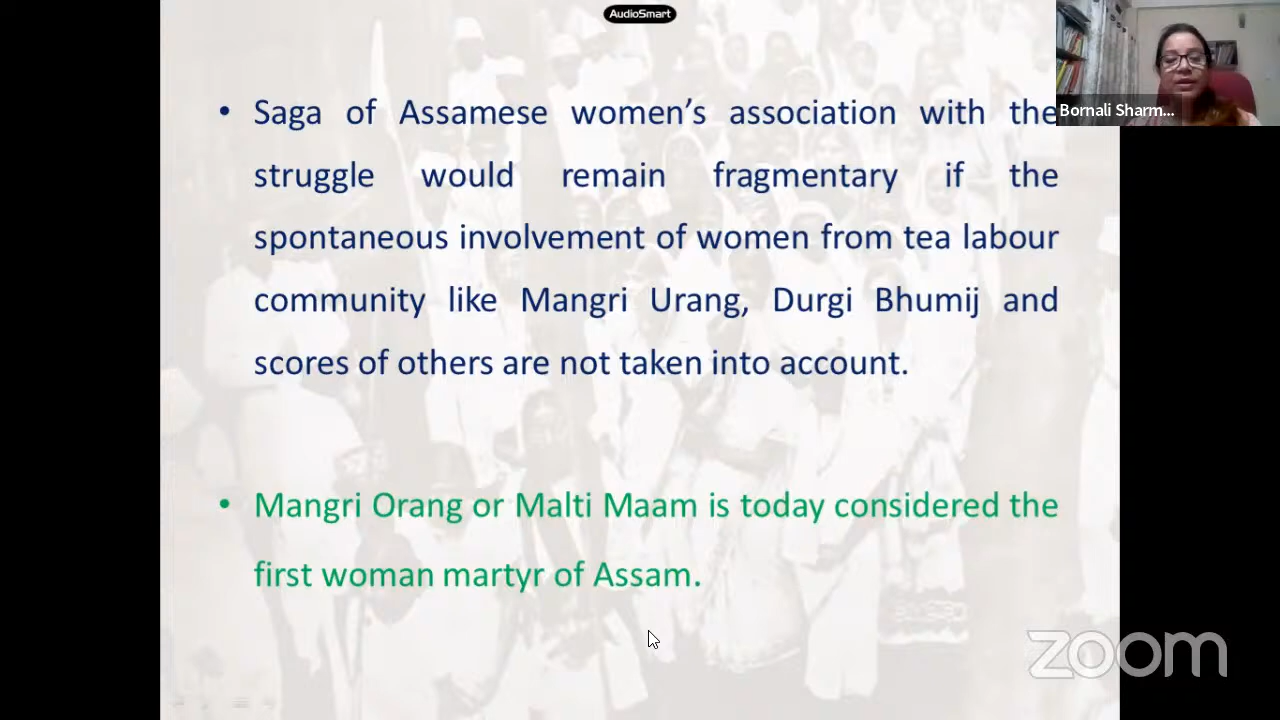 AudioSmart
Bornali Sharm...
• Saga of Assamese women's association with the
struggle would remain fragmentary if the
spontaneous involvement of women from tea labour
community like Mangri Urang, Durgi Bhumij and
scores of others are not taken into account.
• Mangri Orang or Malti Maam is today considered the
first woman martyr of Assam.
zoom